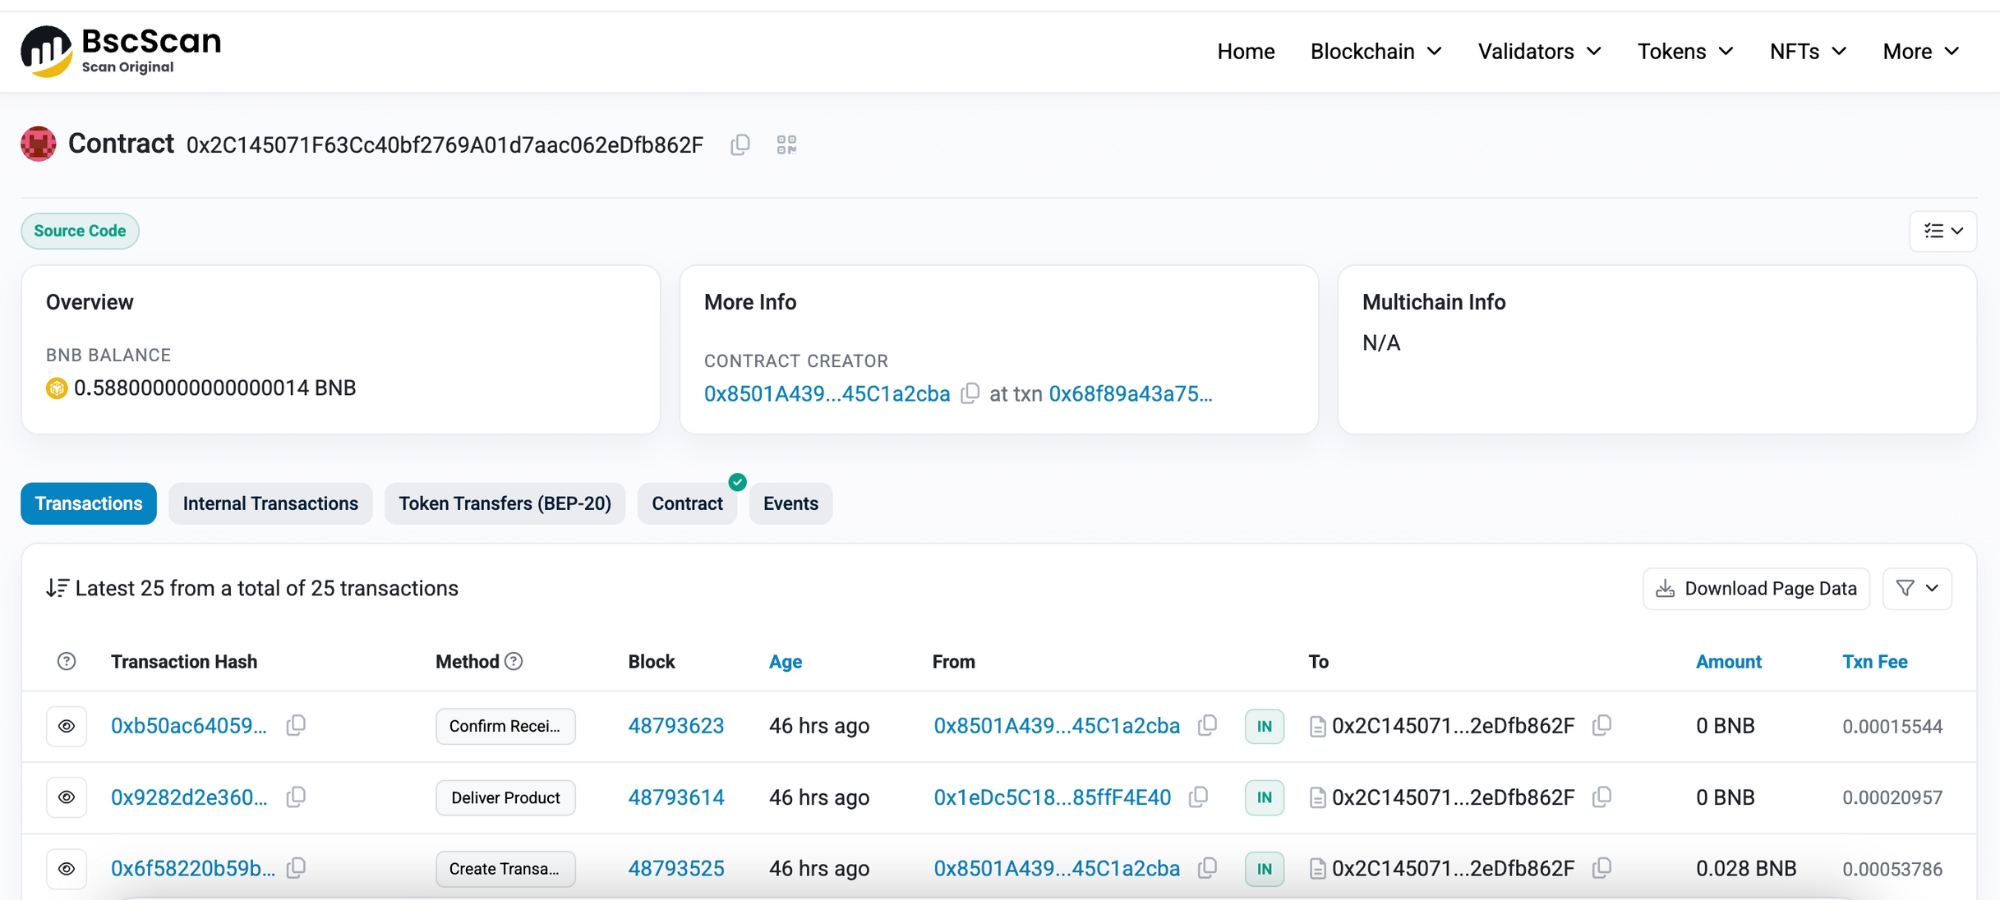 BscScan
Scan Original
Home Blockchain Validators Tokens NFTs More
Contract 0x2C145071F63Cc40bf2769A01d7aac062eDfb862F
Source Code
Overview
BNB BALANCE
0.588000000000000014 BNB
More Info
CONTRACT CREATOR
0x8501A439...45C1a2cba at txn 0x68f89a43a75...
Multichain Info
N/A
Transactions Internal Transactions Token Transfers (BEP-20) Contract Events
Latest 25 from a total of 25 transactions
Download Page Data
Transaction Hash Method Block Age From To Amount Txn Fee
0xb50ac64059... Confirm Recei... 48793623 46 hrs ago 0x8501A439...45C1a2cba IN 0x2C145071...2eDfb862F 0 BNB 0.00015544
0x9282d2e360... Deliver Product 48793614 46 hrs ago 0x1eDc5C18...85ffF4E40 IN 0x2C145071...2eDfb862F 0 BNB 0.00020957
0x6f58220b59b... Create Transa... 48793525 46 hrs ago 0x8501A439...45C1a2cba IN 0x2C145071...2eDfb862F 0.028 BNB 0.00053786